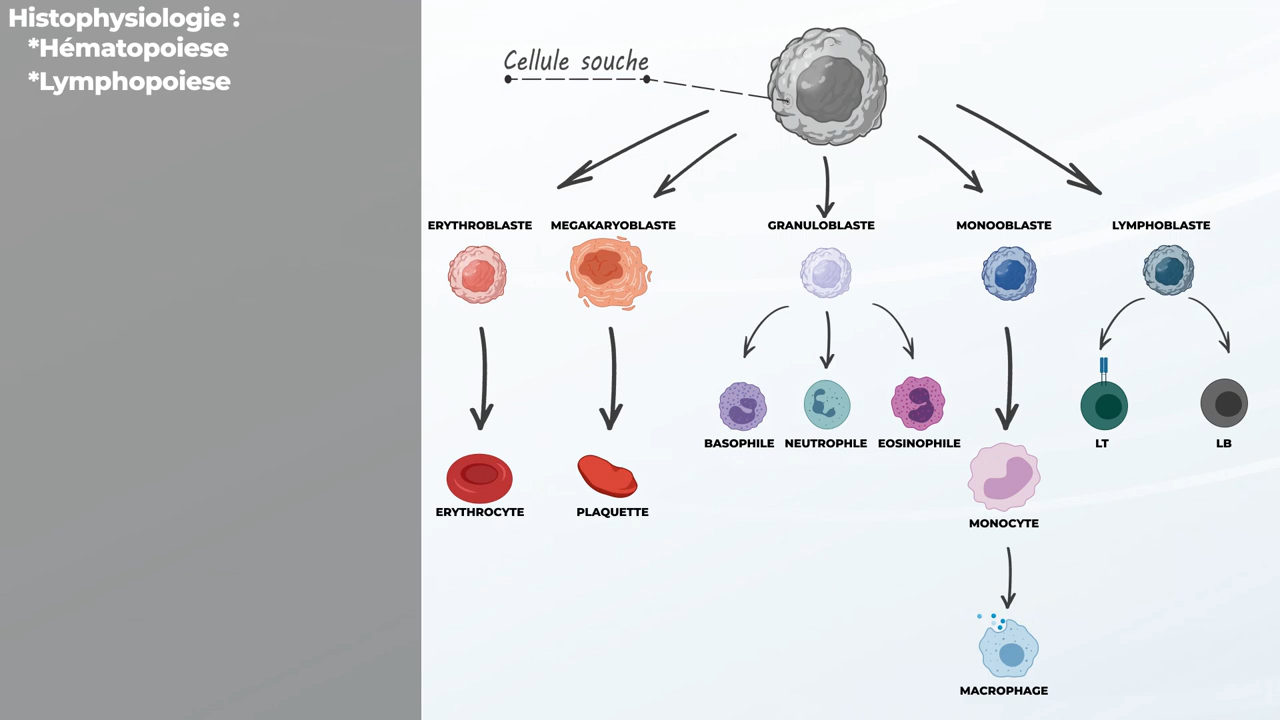 Histophysiologie :
*Hématopoiese
*Lymphopoiese
Cellule souche
ERYTHROBLASTE
MEGAKARYOBLASTE
GRANULOBLASTE
MONOOBLASTE
LYMPHOBLASTE
BASOPHILE
NEUTROPHLE
EOSINOPHILE
LT
LB
ERYTHROCYTE
PLAQUETTE
MONOCYTE
MACROPHAGE